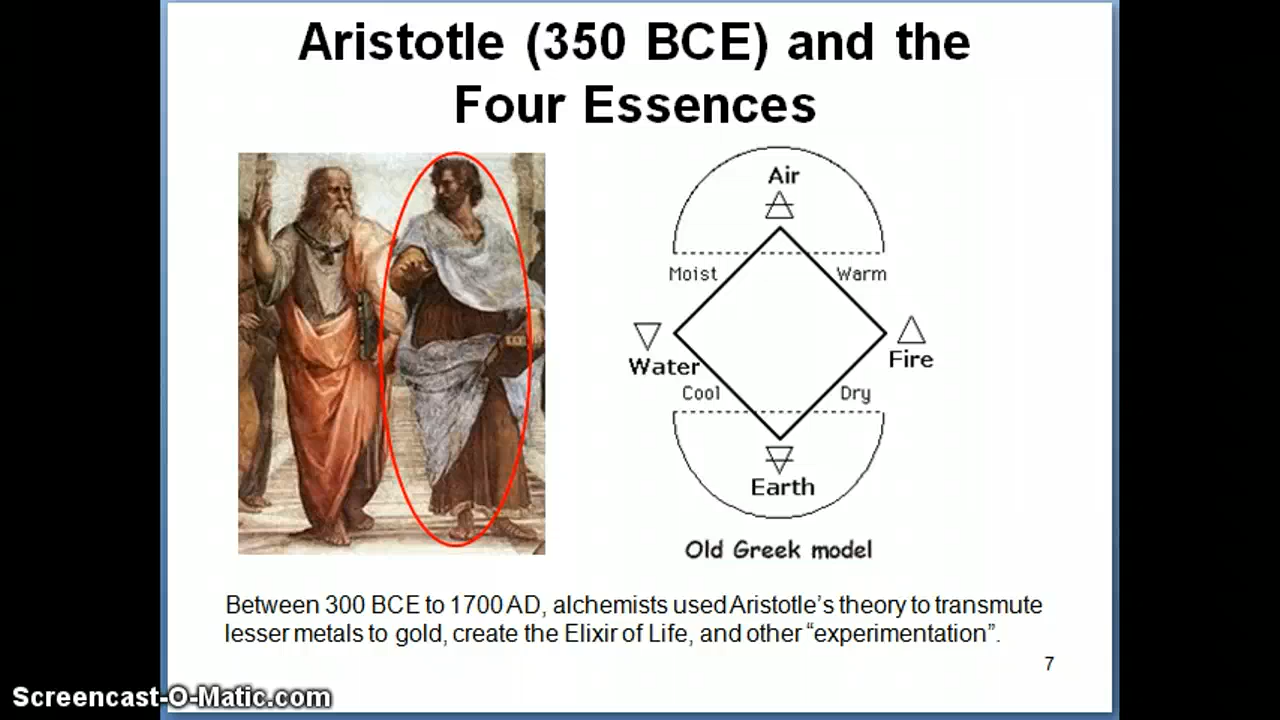 Aristotle (350 BCE) and the
Four Essences
Air
Moist
Warm
Water
Fire
Cool
Dry
Earth
Old Greek model
Between 300 BCE to 1700 AD, alchemists used Aristotle’s theory to transmute
lesser metals to gold, create the Elixir of Life, and other “experimentation”.
7
Screencast-O-Matic.com